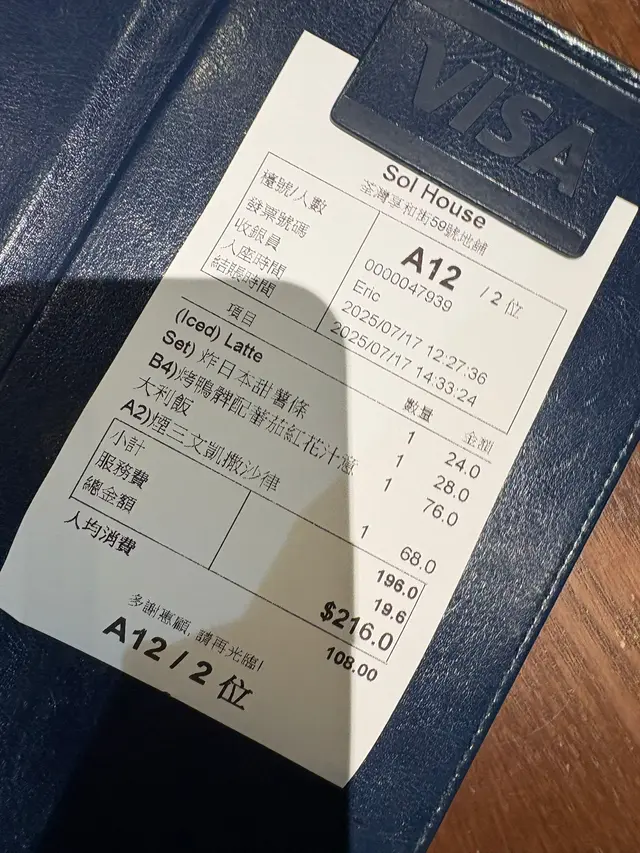 VISA
Sol House
荃灣享和街59號地舖
檯號/人數 A12 / 2 位
發票號碼 0000047939
收銀員 Eric
入座時間 2025/07/17 12:27:36
結賬時間 2025/07/17 14:33:24
項目 數量 金額
(Iced) Latte 1 24.0
Set) 炸日本甜薯條 1 28.0
B4)烤鴨髀配蕃茄紅花汁意 1 76.0
大利飯
A2)煙三文凱撒沙律 1 68.0
小計 196.0
服務費 19.6
總金額 $216.0
人均消費 108.00
多謝惠顧, 請再光臨!
A12 / 2 位